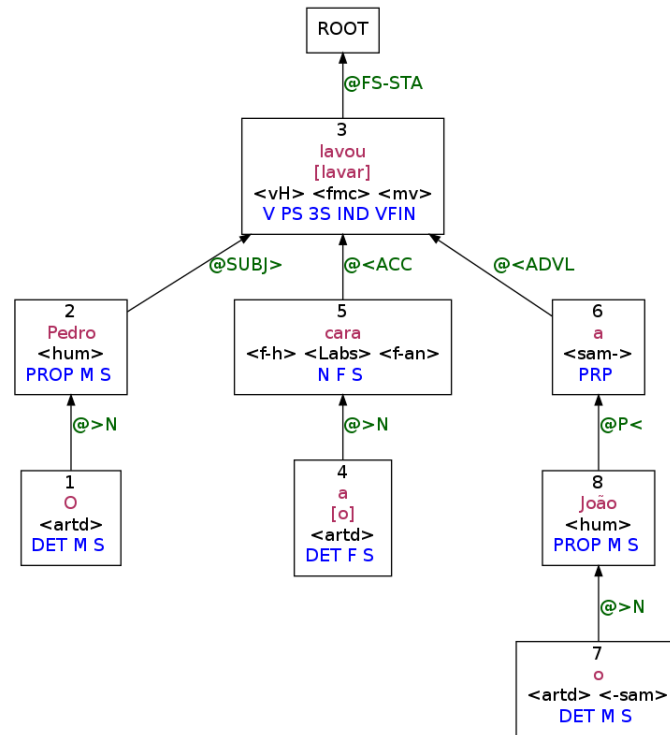 ROOT
@FS-STA
3
lavou
[lavar]
<vH> <fmc> <mv>
V PS 3S IND VFIN
@SUBJ>
@<ACC
@<ADVL
2
Pedro
<hum>
PROP M S
5
cara
<f-h> <Labs> <f-an>
N F S
6
a
<sam->
PRP
@>N
@>N
@P<
1
O
<artd>
DET M S
4
a
[o]
<artd>
DET F S
8
João
<hum>
PROP M S
@>N
7
o
<artd> <-sam>
DET M S